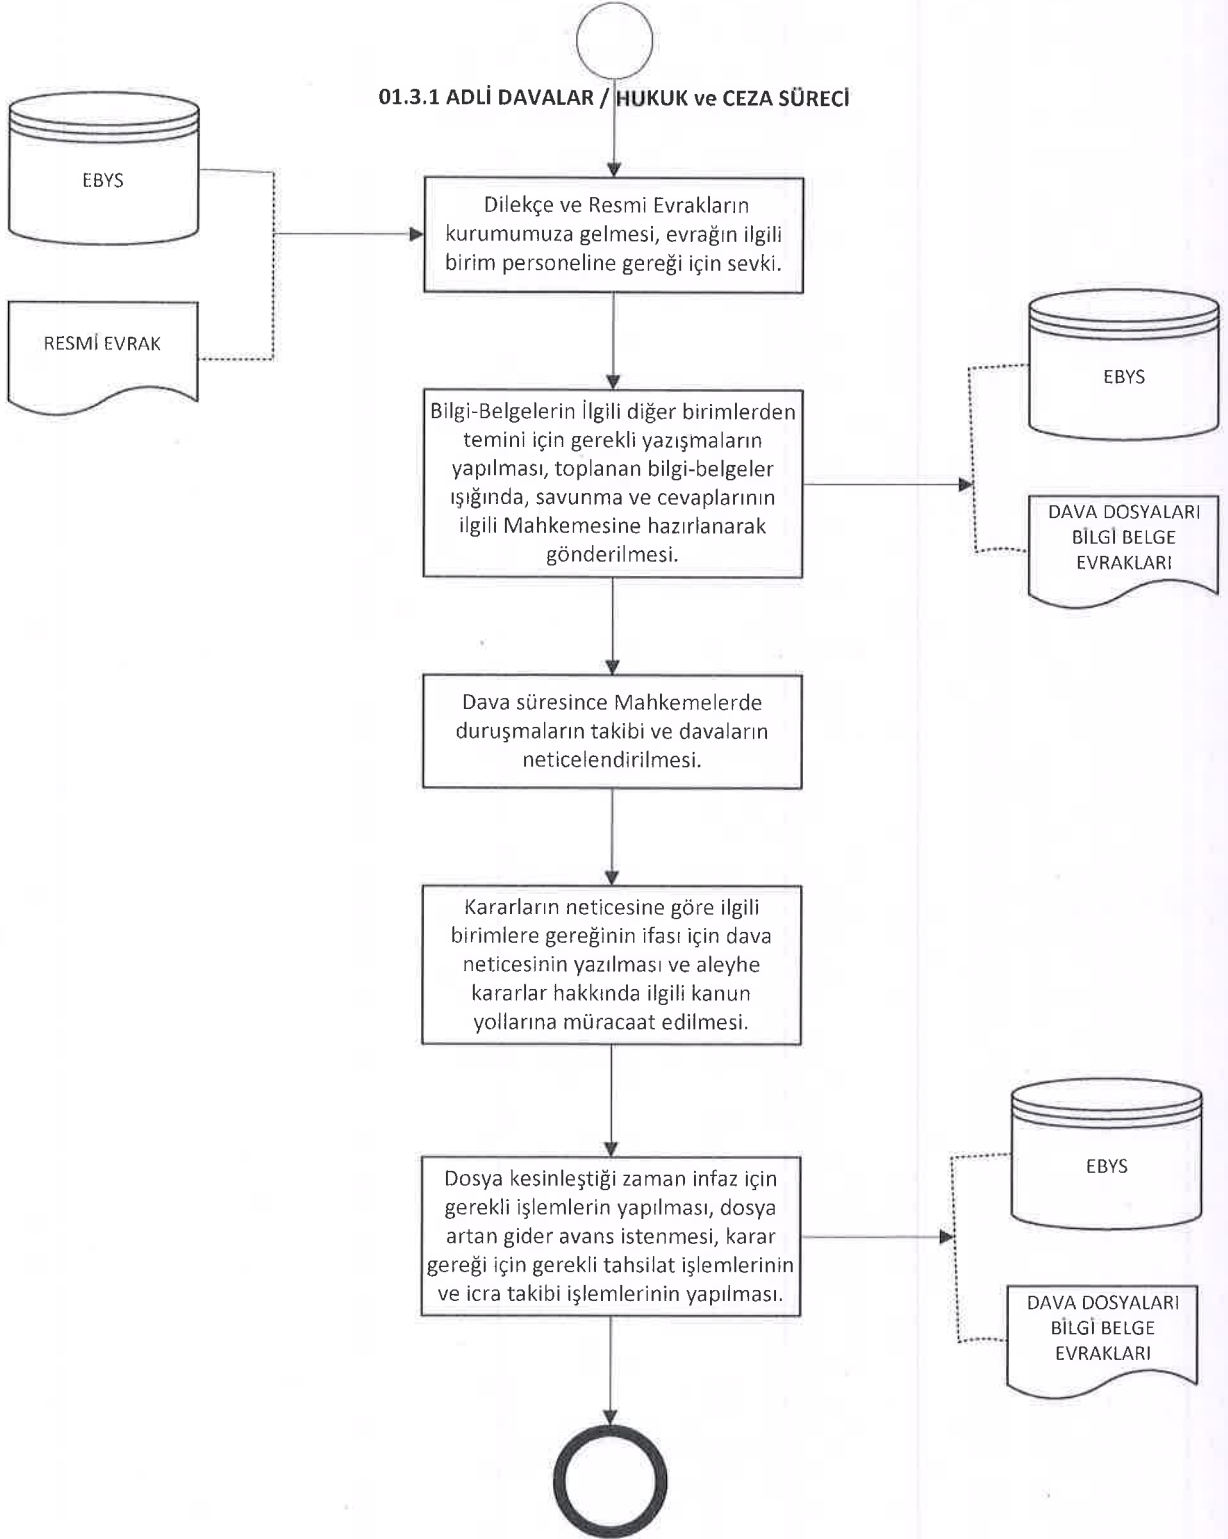 01.3.1 ADLİ DAVALAR / HUKUK ve CEZA SÜRECİ
EBYS
RESMİ EVRAK
Dilekçe ve Resmi Evrakların
kurumumuza gelmesi, evrağın ilgili
birim personeline gereği için sevki.
Bilgi-Belgelerin İlgili diğer birimlerden
temini için gerekli yazışmaların
yapılması, toplanan bilgi-belgeler
ışığında, savunma ve cevaplarının
ilgili Mahkemesine hazırlanarak
gönderilmesi.
EBYS
DAVA DOSYALARI
BİLGİ BELGE
EVRAKLARI
Dava süresince Mahkemelerde
duruşmaların takibi ve davaların
neticelendirilmesi.
Kararların neticesine göre ilgili
birimlere gereğinin ifası için dava
neticesinin yazılması ve aleyhe
kararlar hakkında ilgili kanun
yollarına müracaat edilmesi.
Dosya kesinleştiği zaman infaz için
gerekli işlemlerin yapılması, dosya
artan gider avans istenmesi, karar
gereği için gerekli tahsilat işlemlerinin
ve icra takibi işlemlerinin yapılması.
EBYS
DAVA DOSYALARI
BİLGİ BELGE
EVRAKLARI